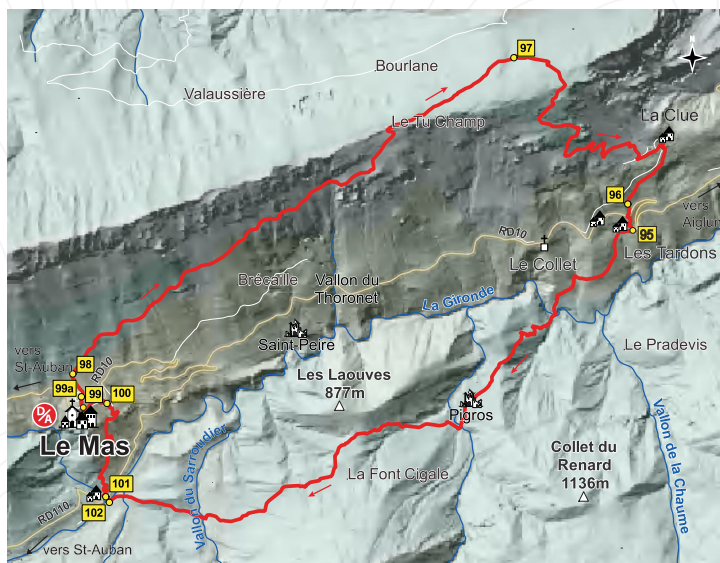 N
97
Bourlane
Valaussière
La Clue
Le Tu Champ
96
vers
Aiglun
95
RD10
Les Tardons
Le Collet
Brécaïlle
Vallon du
Thoronet
La Gironde
Saint-Peire
Le Pradevis
vers
St-Auban
98
RD10
Les Laouves
877m
99a
99
100
D/A
Pigros
Le Mas
Vallon du Sarroudier
Vallon de la Chaume
Collet du
Renard
1136m
La Font Cigale
101
102
RD110
vers St-Auban